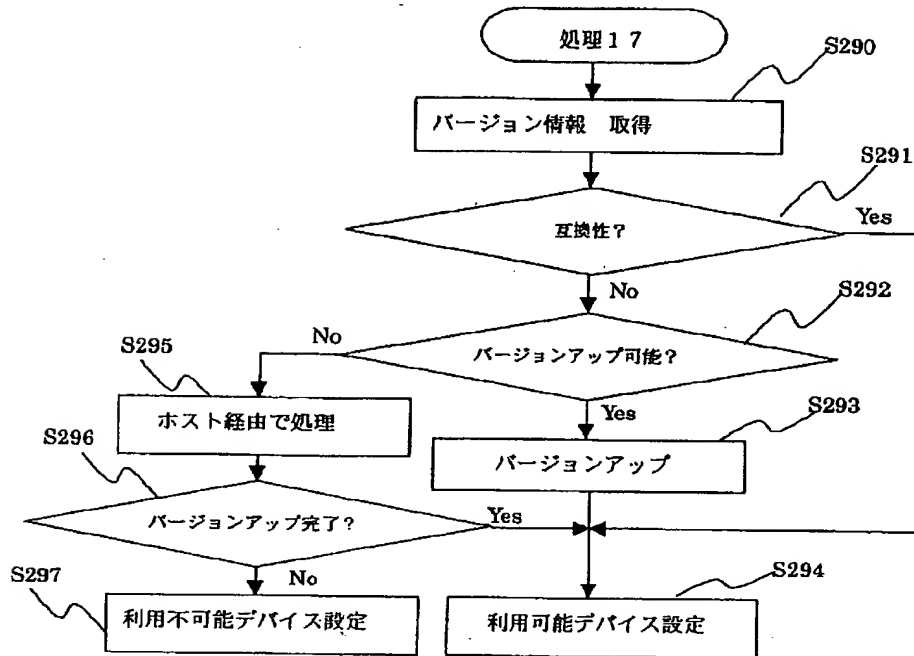 処理17
S290
バージョン情報 取得
S291
互換性?
Yes
No
S292
バージョンアップ可能?
No
S295
Yes
S293
ホスト経由で処理
バージョンアップ
S296
バージョンアップ完了?
Yes
No
S297
S294
利用不可能デバイス設定
利用可能デバイス設定